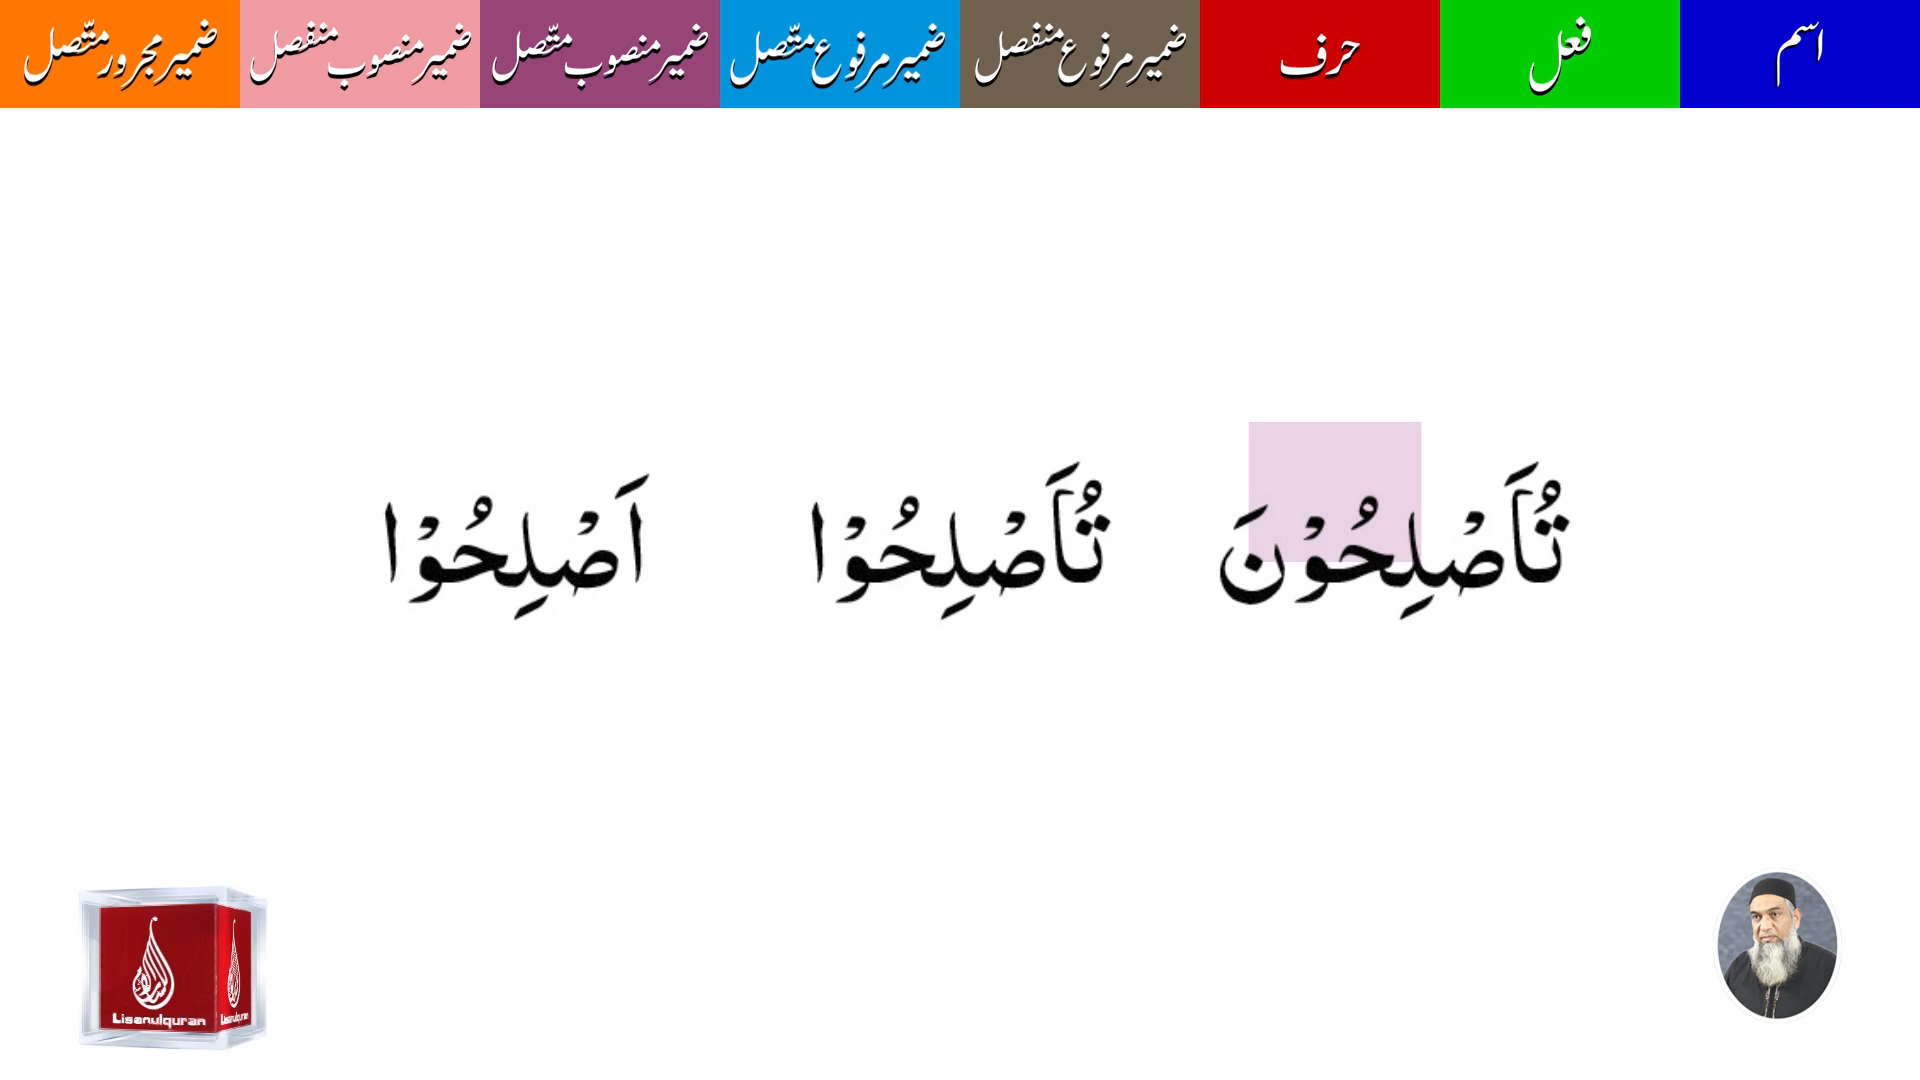 اسم فعل حرف ضمیر مرفوع منفصل ضمیر مرفوع متّصل ضمیر منصوب متّصل ضمیر منصوب منفصل ضمیر مجرور متّصل
تُأَصْلِحُوْنَ تُأَصْلِحُوْا اَصْلِحُوْا
Lisanulquran Lisanulquran